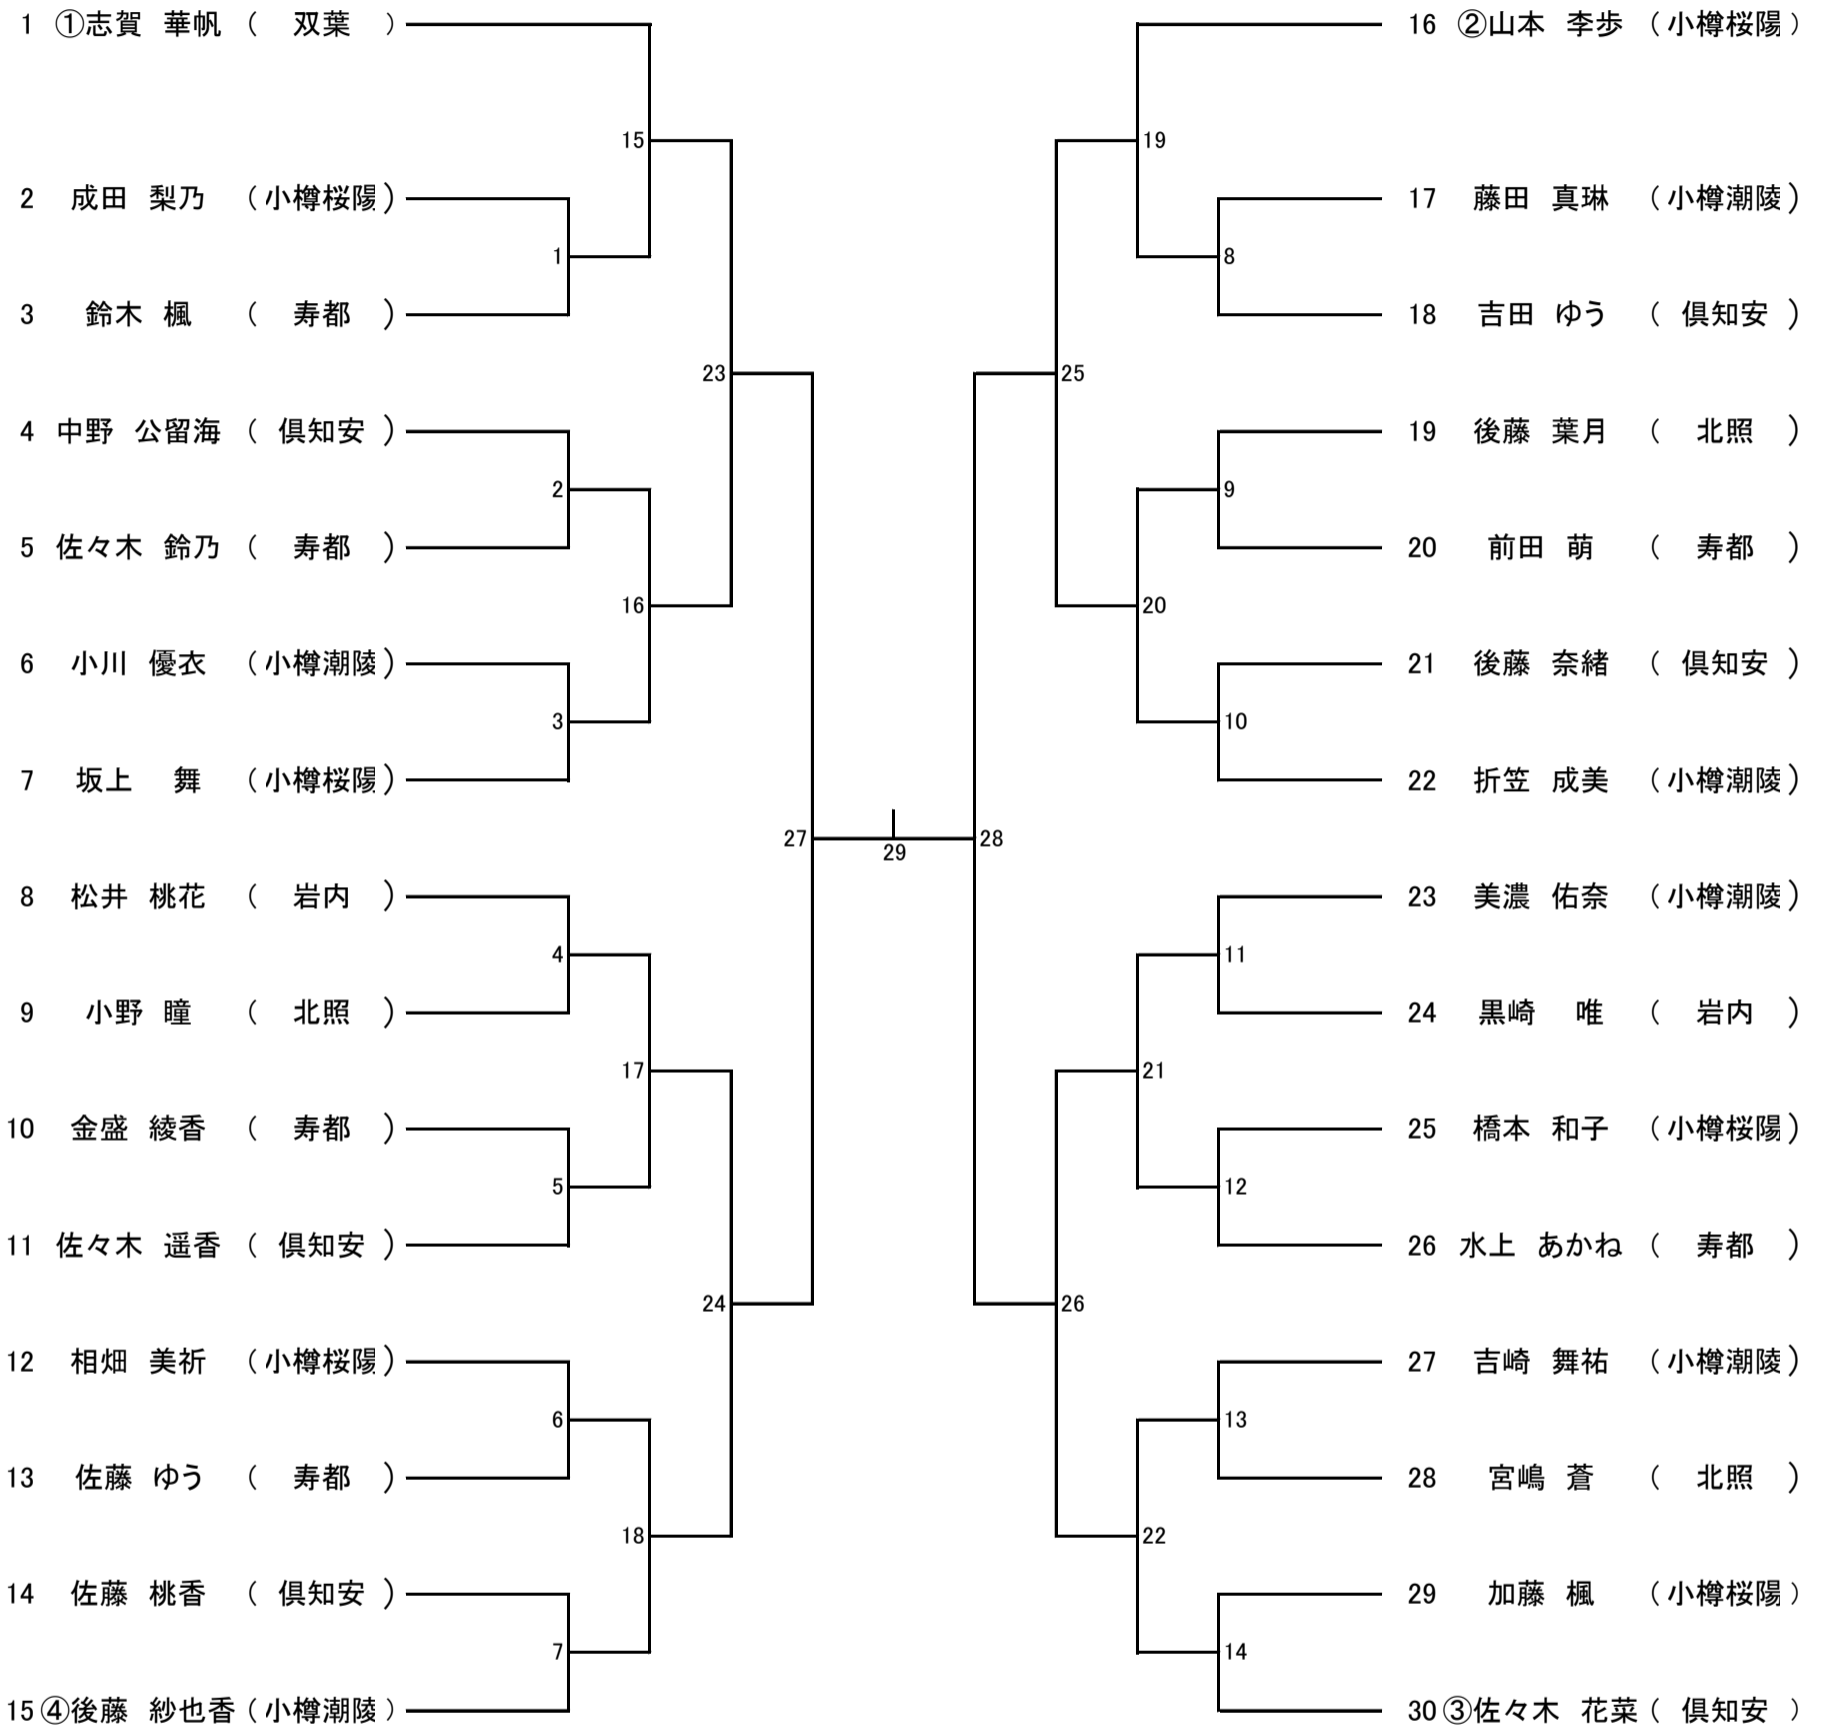 1 ①志賀 華帆 ( 双葉 )
15
2 成田 梨乃 (小樽桜陽)
1
3 鈴木 楓 ( 寿都 )
23
4 中野 公留海 ( 倶知安 )
2
5 佐々木 鈴乃 ( 寿都 )
16
6 小川 優衣 (小樽潮陵)
3
7 坂上 舞 (小樽桜陽)
27
8 松井 桃花 ( 岩内 )
4
9 小野 瞳 ( 北照 )
17
10 金盛 綾香 ( 寿都 )
5
11 佐々木 遥香 ( 倶知安 )
24
12 相畑 美祈 (小樽桜陽)
6
13 佐藤 ゆう ( 寿都 )
18
14 佐藤 桃香 ( 倶知安 )
7
15 ④後藤 紗也香 (小樽潮陵)
29
16 ②山本 李歩 (小樽桜陽)
19
17 藤田 真琳 (小樽潮陵)
8
18 吉田 ゆう ( 倶知安 )
25
19 後藤 葉月 ( 北照 )
9
20 前田 萌 ( 寿都 )
20
21 後藤 奈緒 ( 倶知安 )
10
22 折笠 成美 (小樽潮陵)
28
23 美濃 佑奈 (小樽潮陵)
11
24 黒崎 唯 ( 岩内 )
21
25 橋本 和子 (小樽桜陽)
12
26 水上 あかね ( 寿都 )
26
27 吉崎 舞祐 (小樽潮陵)
13
28 宮嶋 蒼 ( 北照 )
22
29 加藤 楓 (小樽桜陽)
14
30 ③佐々木 花菜 ( 倶知安 )